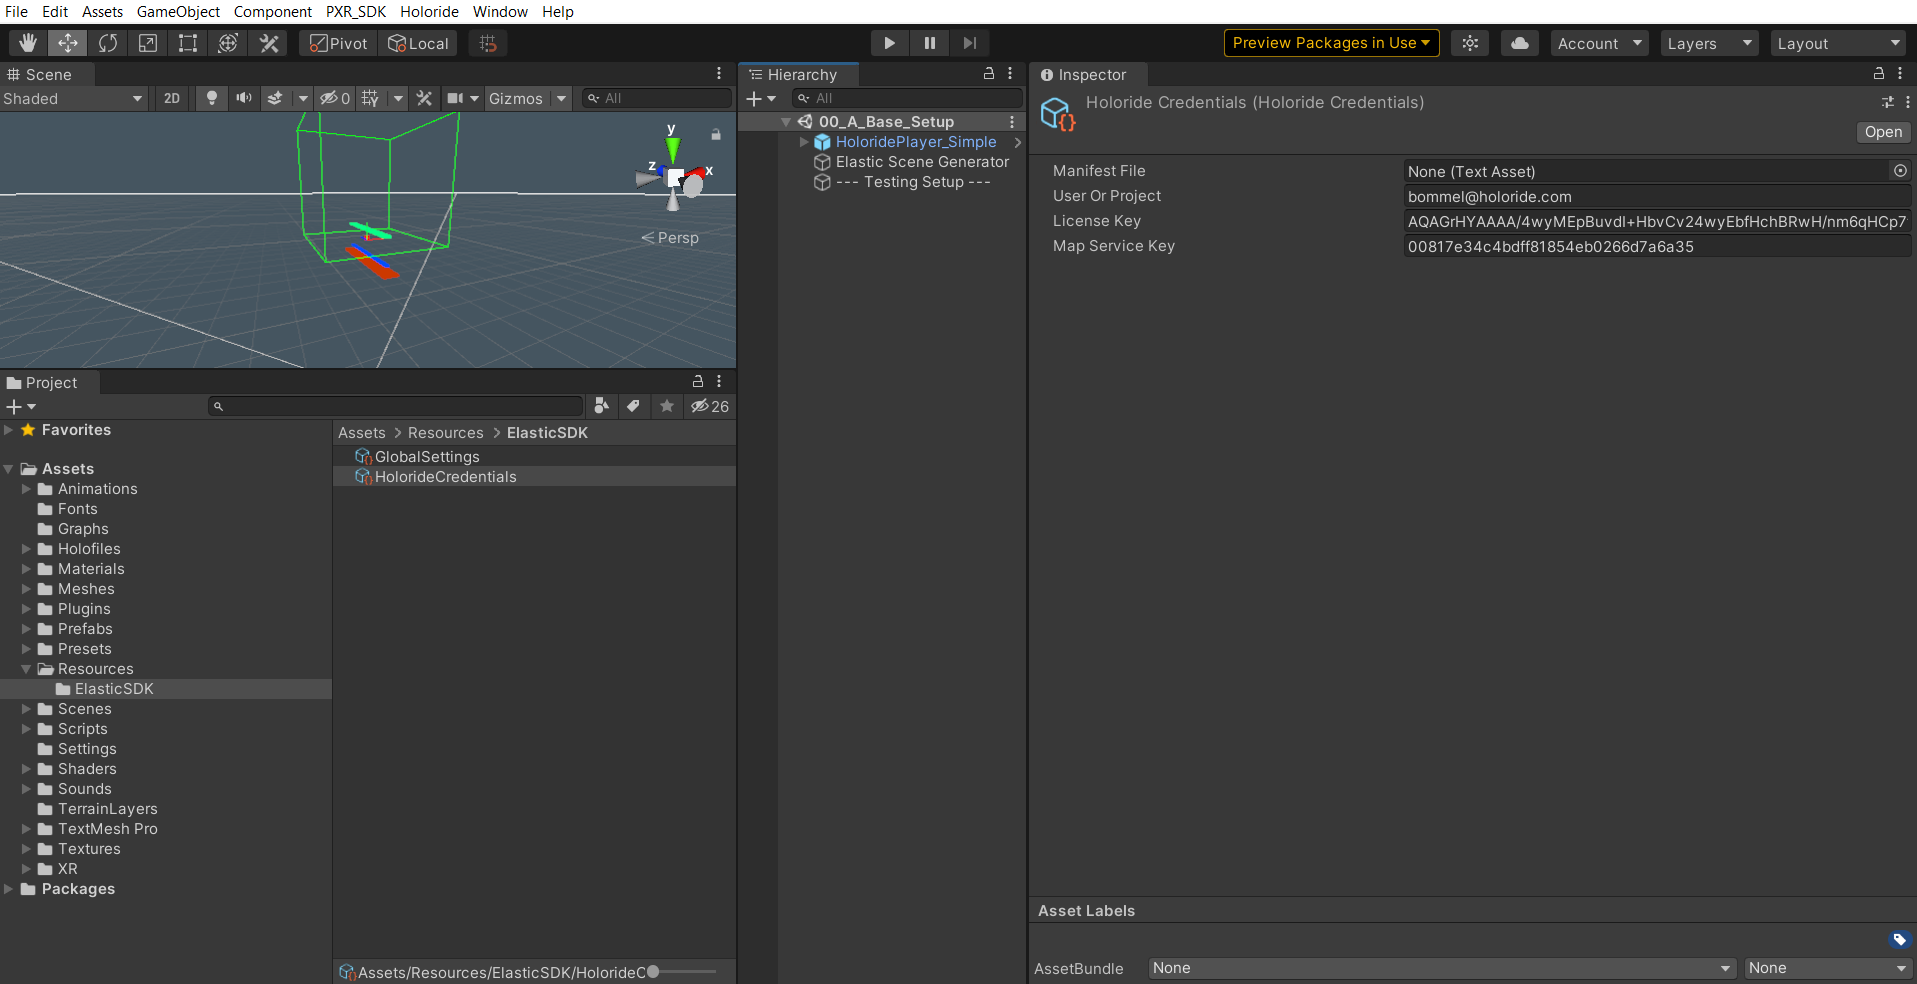 File Edit Assets GameObject Component PXR_SDK Holoride Window Help
Pivot Local Preview Packages in Use Account Layers Layout
Scene
Shaded 2D 0 Gizmos All
y
z x
Persp
Project
26
Favorites
Assets
Animations
Fonts
Graphs
Holofiles
Materials
Meshes
Plugins
Prefabs
Presets
Resources
ElasticSDK
Scenes
Scripts
Settings
Shaders
Sounds
TerrainLayers
TextMesh Pro
Textures
XR
Packages
Assets > Resources > ElasticSDK
GlobalSettings
HolorideCredentials
Assets/Resources/ElasticSDK/HolorideC
Hierarchy
All
00_A_Base_Setup
HoloridePlayer_Simple
Elastic Scene Generator
--- Testing Setup ---
Inspector
Holoride Credentials (Holoride Credentials)
Open
Manifest File None (Text Asset)
User Or Project bommel@holoride.com
License Key AQAGrHYAAAA/4wyMEpBuvdI+HbvCv24wyEbfHchBRwH/nm6qHCp7
Map Service Key 00817e34c4bdff81854eb0266d7a6a35
Asset Labels
AssetBundle None None